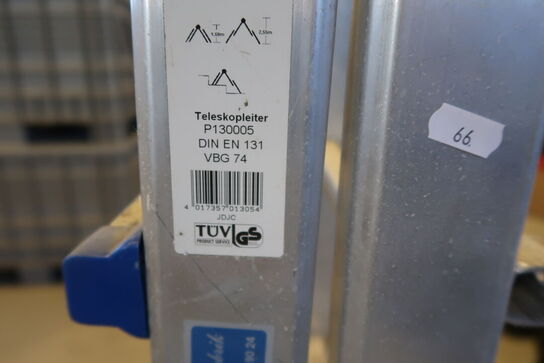 1,59m 2,55m
Teleskopleiter
P130005
DIN EN 131
VBG 74
4 017357 013054
JDJC
TÜV GS
PRODUCT SERVICE
66.